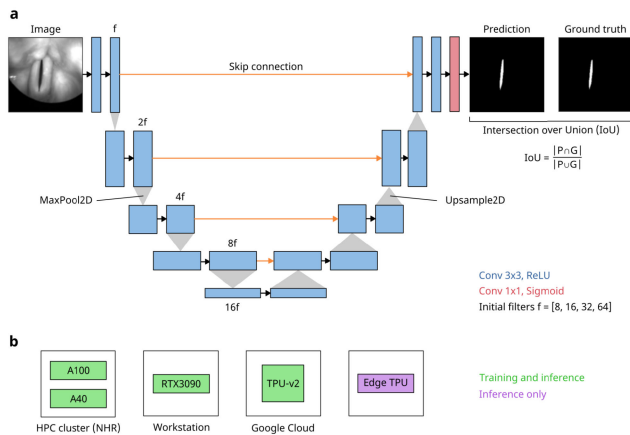 a
Image
f
Prediction
Ground truth
Skip connection
2f
Intersection over Union (IoU)
IoU = |P∩G| / |P∪G|
MaxPool2D
4f
Upsample2D
8f
16f
Conv 3x3, ReLU
Conv 1x1, Sigmoid
Initial filters f = [8, 16, 32, 64]
b
A100
A40
RTX3090
TPU-v2
Edge TPU
Training and inference
Inference only
HPC cluster (NHR)
Workstation
Google Cloud